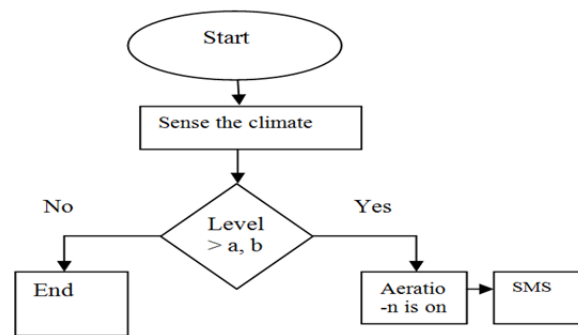 Start
Sense the climate
No
Yes
Level
> a, b
End
Aeratio
-n is on
SMS